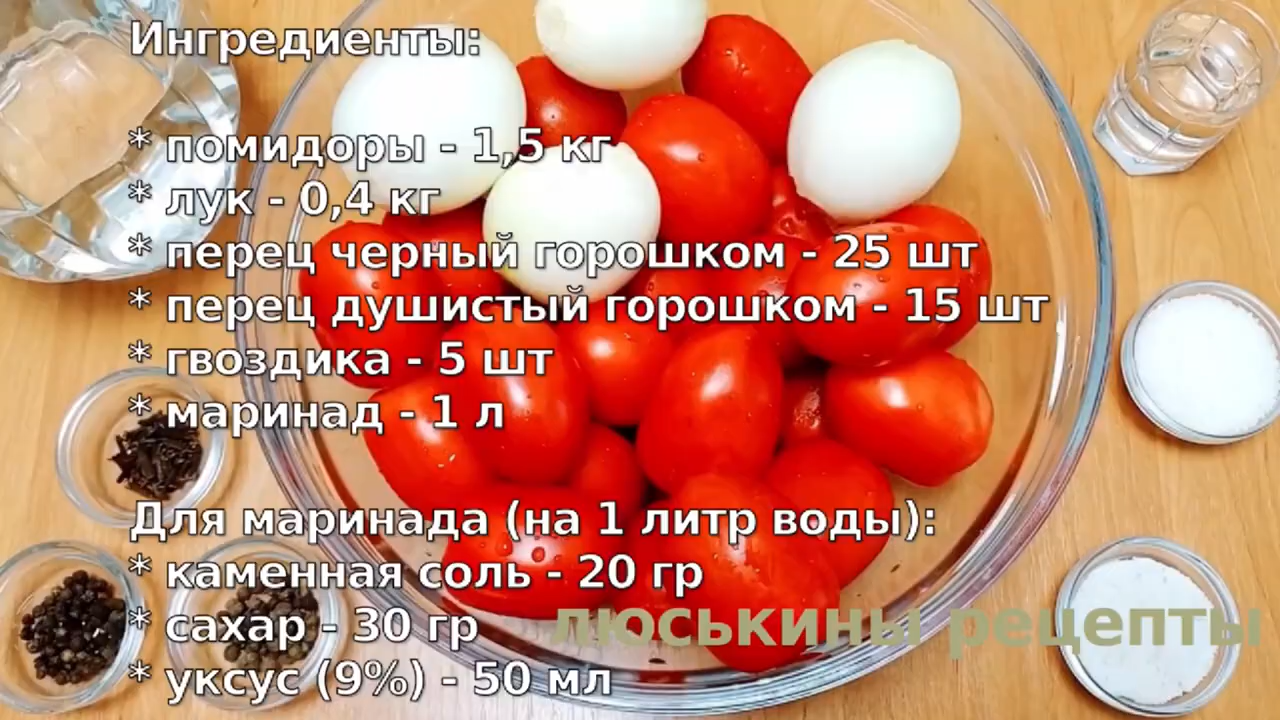 Ингредиенты:
* помидоры - 1,5 кг
* лук - 0,4 кг
* перец черный горошком - 25 шт
* перец душистый горошком - 15 шт
* гвоздика - 5 шт
* маринад - 1 л
Для маринада (на 1 литр воды):
* каменная соль - 20 гр
* сахар - 30 гр
люськины рецепты
* уксус (9%) - 50 мл